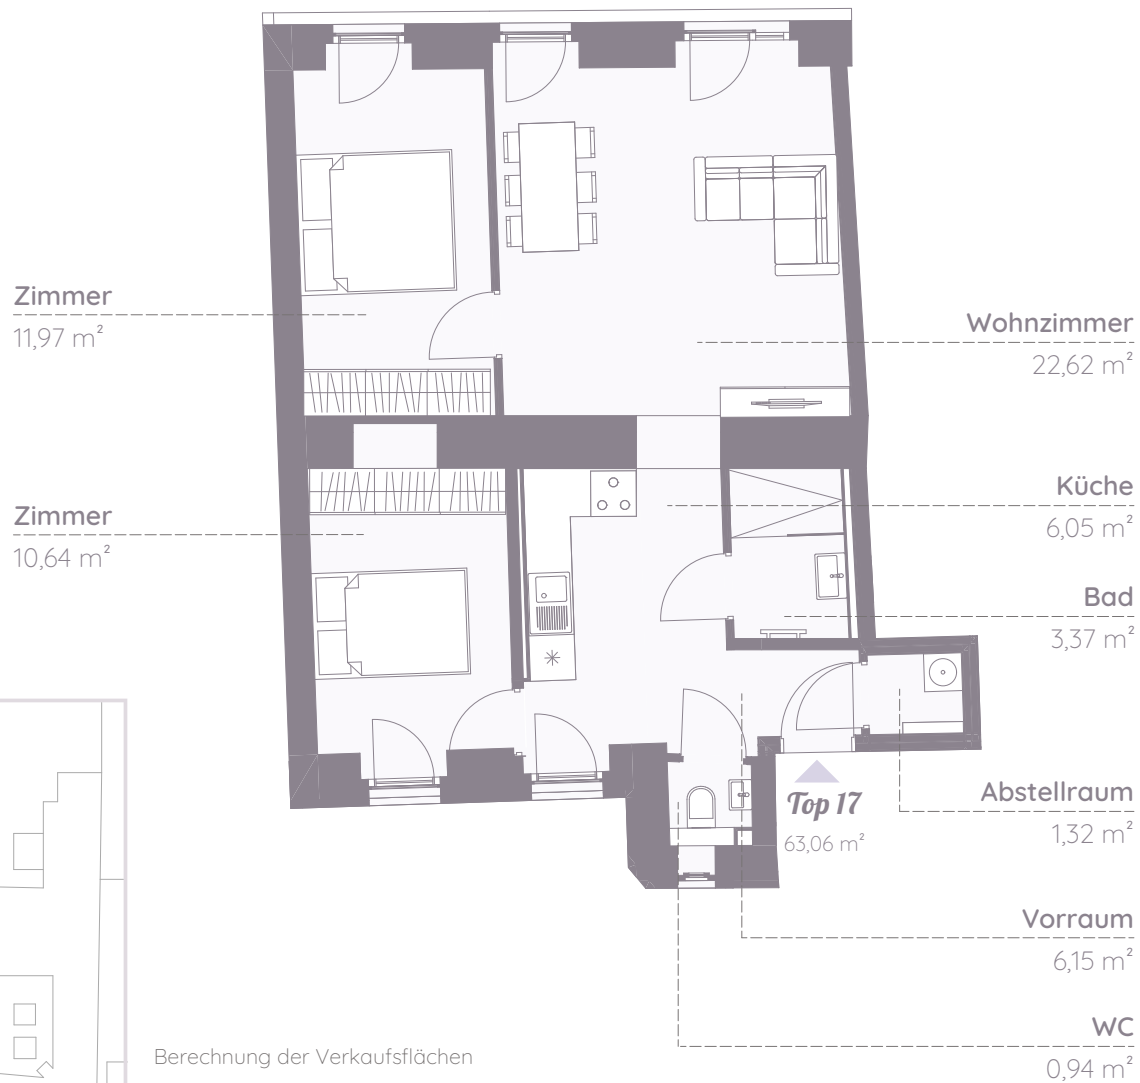 Zimmer
11,97 m²
Wohnzimmer
22,62 m²
Küche
6,05 m²
Zimmer
10,64 m²
Bad
3,37 m²
Abstellraum
1,32 m²
Top 17
63,06 m²
Vorraum
6,15 m²
WC
0,94 m²
Berechnung der Verkaufsflächen